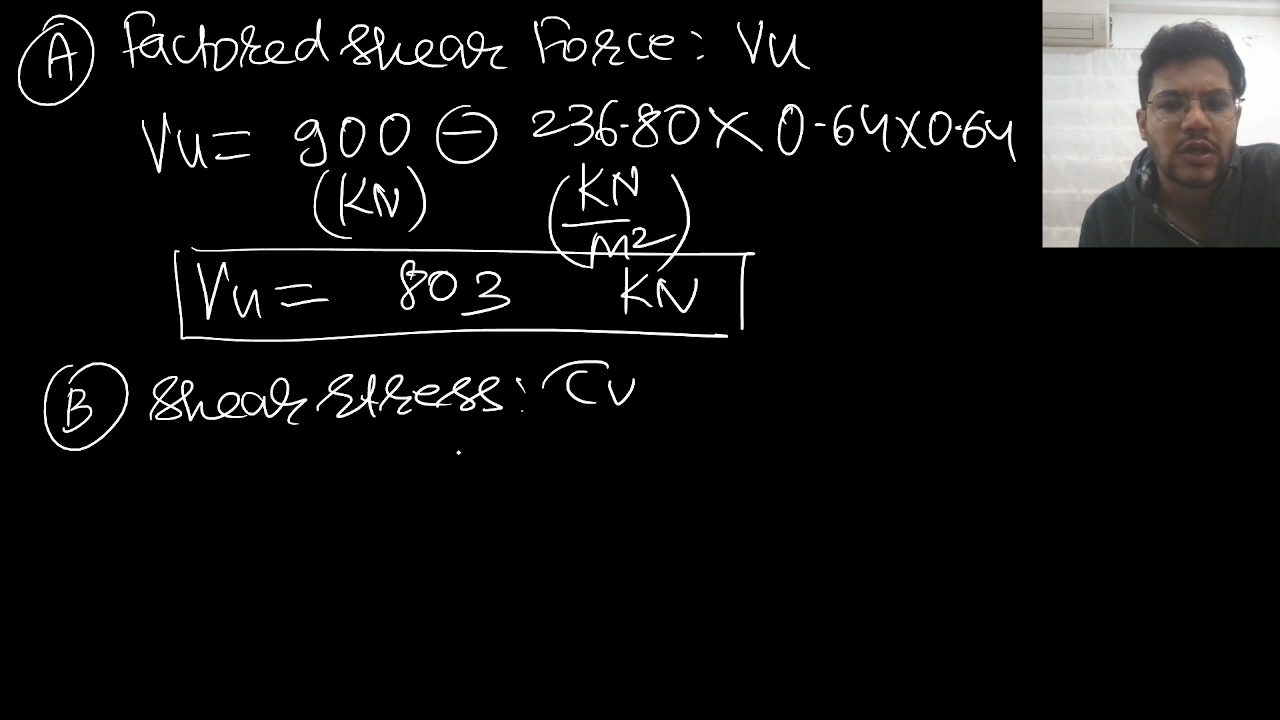 A Factored shear Force: Vu
Vu = 900 ⊖ 236.80 × 0.64 × 0.64
(KN) (KN/m²)
Vu = 803 KN
B Shear stress: τv